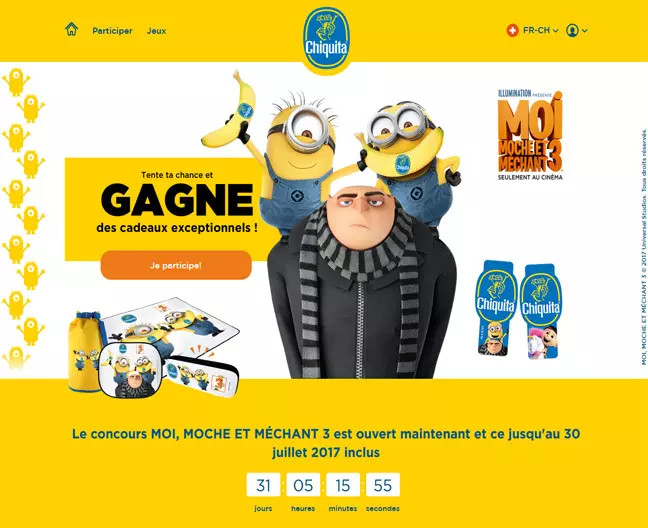 Participer
Jeux
Chiquita
FR-CH
ILLUMINATION PRÉSENTE
MOI
MOCHE ET
MÉCHANT 3
SEULEMENT AU CINÉMA
Tente ta chance et
GAGNE
des cadeaux exceptionnels !
Je participe!
Chiquita
Chiquita
MOI, MOCHE ET MÉCHANT 3 © 2017 Universal Studios. Tous droits réservés.
Le concours MOI, MOCHE ET MÉCHANT 3 est ouvert maintenant et ce jusqu'au 30
juillet 2017 inclus
31 : 05 : 15 : 55
jours heures minutes secondes